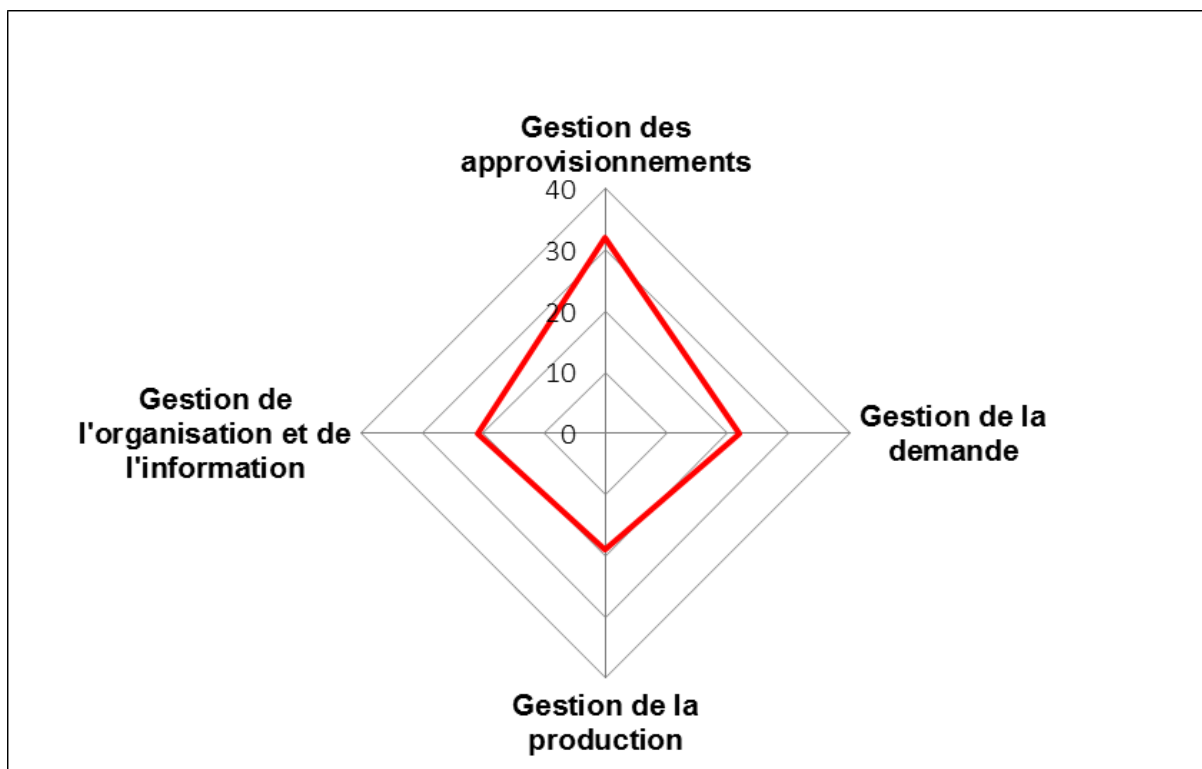 Gestion des
approvisionnements
40
30
20
10
0
Gestion de
l'organisation et de
l'information
Gestion de la
demande
Gestion de la
production